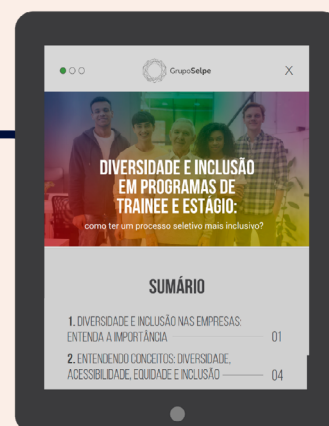 GrupoSelpe
X
DIVERSIDADE E INCLUSÃO
EM PROGRAMAS DE
TRAINEE E ESTÁGIO:
como ter um processo seletivo mais inclusivo?
SUMÁRIO
1. DIVERSIDADE E INCLUSÃO NAS EMPRESAS:
ENTENDA A IMPORTÂNCIA 01
2. ENTENDENDO CONCEITOS: DIVERSIDADE,
ACESSIBILIDADE, EQUIDADE E INCLUSÃO 04